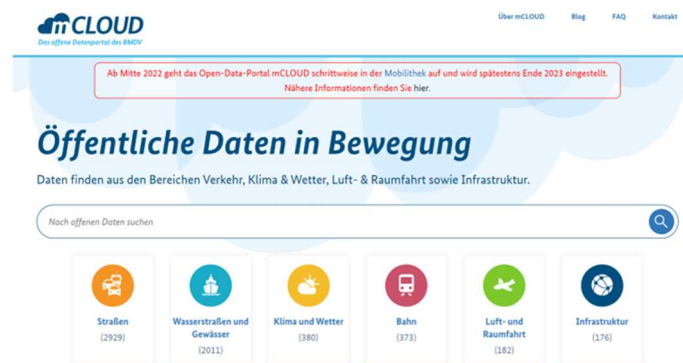 mCLOUD
Das offene Datenportal des BMDV
Über mCLOUD Blog FAQ Kontakt
Ab Mitte 2022 geht das Open-Data-Portal mCLOUD schrittweise in der Mobilithek auf und wird spätestens Ende 2023 eingestellt.
Nähere Informationen finden Sie hier.
Öffentliche Daten in Bewegung
Daten finden aus den Bereichen Verkehr, Klima & Wetter, Luft- & Raumfahrt sowie Infrastruktur.
Nach offenen Daten suchen
Straßen
(2929)
Wasserstraßen und
Gewässer
(2011)
Klima und Wetter
(380)
Bahn
(373)
Luft- und
Raumfahrt
(182)
Infrastruktur
(176)